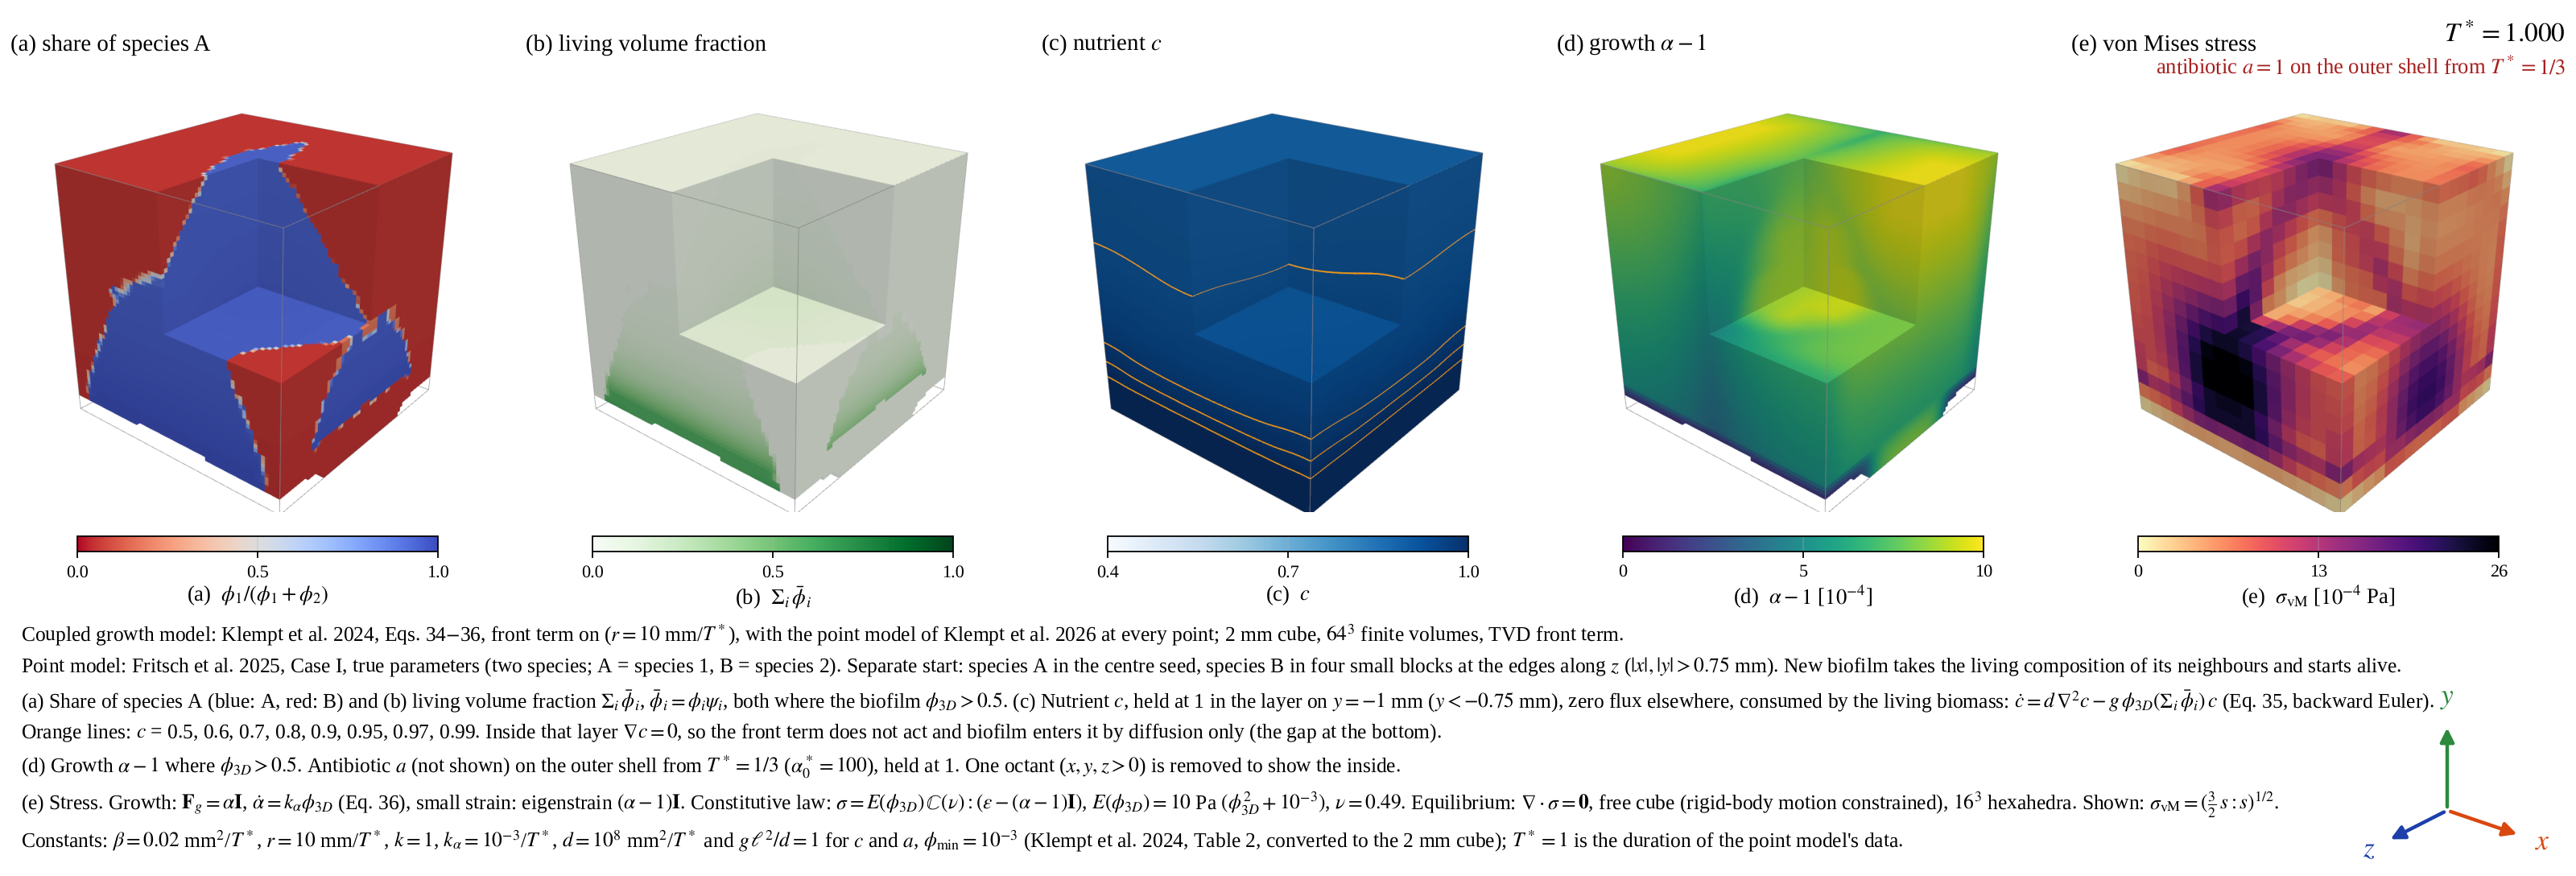 (a) share of species A
(b) living volume fraction
(c) nutrient c
(d) growth α − 1
(e) von Mises stress
T* = 1.000
antibiotic a = 1 on the outer shell from T* = 1/3
0.0 0.5 1.0
(a) ϕ₁/(ϕ₁ + ϕ₂)
0.0 0.5 1.0
(b) Σᵢ ϕ̄ᵢ
0.4 0.7 1.0
(c) c
0 5 10
(d) α − 1 [10⁻⁴]
0 13 26
(e) σvM [10⁻⁴ Pa]
Coupled growth model: Klempt et al. 2024, Eqs. 34–36, front term on (r = 10 mm/T*), with the point model of Klempt et al. 2026 at every point; 2 mm cube, 64³ finite volumes, TVD front term.
Point model: Fritsch et al. 2025, Case I, true parameters (two species; A = species 1, B = species 2). Separate start: species A in the centre seed, species B in four small blocks at the edges along z (|x|, |y| > 0.75 mm). New biofilm takes the living composition of its neighbours and starts alive.
(a) Share of species A (blue: A, red: B) and (b) living volume fraction Σᵢ ϕ̄ᵢ, ϕ̄ᵢ = ϕᵢψᵢ, both where the biofilm ϕ3D > 0.5. (c) Nutrient c, held at 1 in the layer on y = −1 mm (y < −0.75 mm), zero flux elsewhere, consumed by the living biomass: ċ = d ∇²c − g ϕ3D(Σᵢ ϕ̄ᵢ) c (Eq. 35, backward Euler).
Orange lines: c = 0.5, 0.6, 0.7, 0.8, 0.9, 0.95, 0.97, 0.99. Inside that layer ∇c = 0, so the front term does not act and biofilm enters it by diffusion only (the gap at the bottom).
(d) Growth α − 1 where ϕ3D > 0.5. Antibiotic a (not shown) on the outer shell from T* = 1/3 (α₀* = 100), held at 1. One octant (x, y, z > 0) is removed to show the inside.
(e) Stress. Growth: F_g = αI, α̇ = k_α ϕ3D (Eq. 36), small strain: eigenstrain (α − 1)I. Constitutive law: σ = E(ϕ3D) ℂ(ν) : (ε − (α − 1)I), E(ϕ3D) = 10 Pa (ϕ²3D + 10⁻³), ν = 0.49. Equilibrium: ∇ · σ = 0, free cube (rigid-body motion constrained), 16³ hexahedra. Shown: σvM = (3/2 s : s)^1/2.
Constants: β = 0.02 mm²/T*, r = 10 mm/T*, k = 1, k_α = 10⁻³/T*, d = 10⁸ mm²/T* and gℓ²/d = 1 for c and a, ϕmin = 10⁻³ (Klempt et al. 2024, Table 2, converted to the 2 mm cube); T* = 1 is the duration of the point model's data.
y
z
x